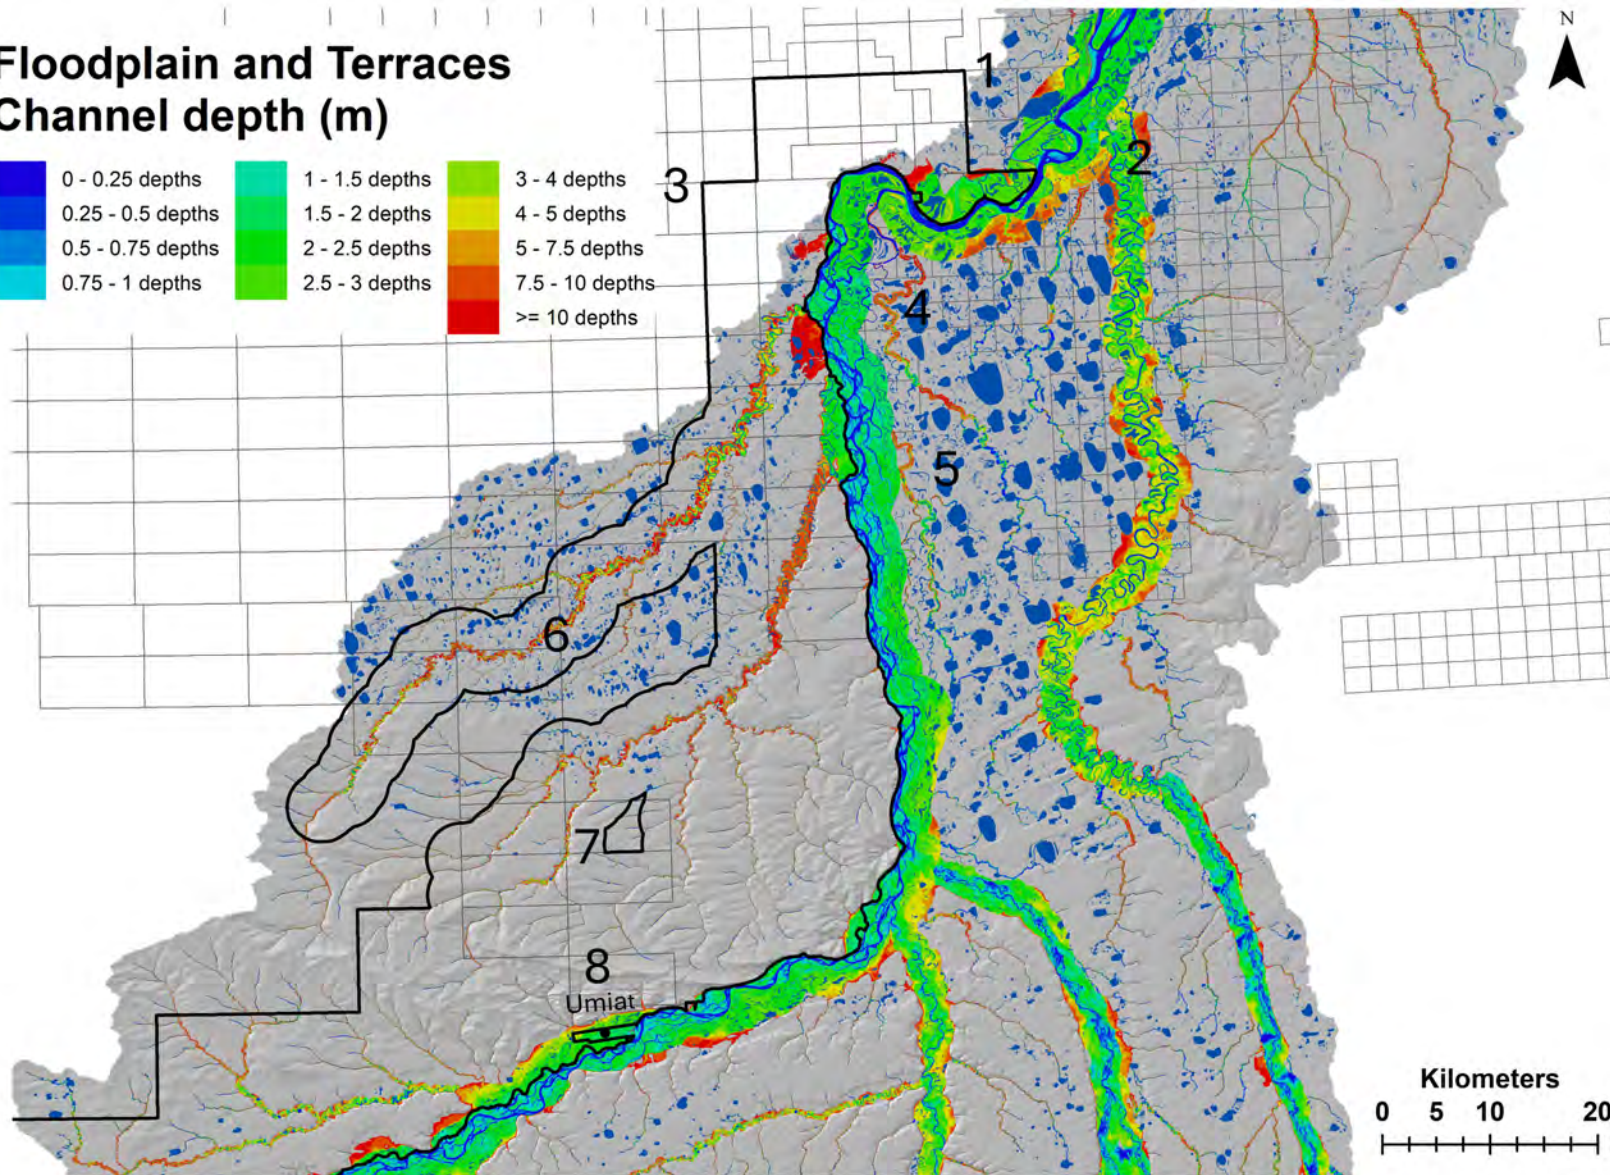 Floodplain and Terraces
Channel depth (m)
0 - 0.25 depths
0.25 - 0.5 depths
0.5 - 0.75 depths
0.75 - 1 depths
1 - 1.5 depths
1.5 - 2 depths
2 - 2.5 depths
2.5 - 3 depths
3 - 4 depths
4 - 5 depths
5 - 7.5 depths
7.5 - 10 depths
>= 10 depths
N
1
2
3
4
5
6
7
8
Umiat
Kilometers
0 5 10 20